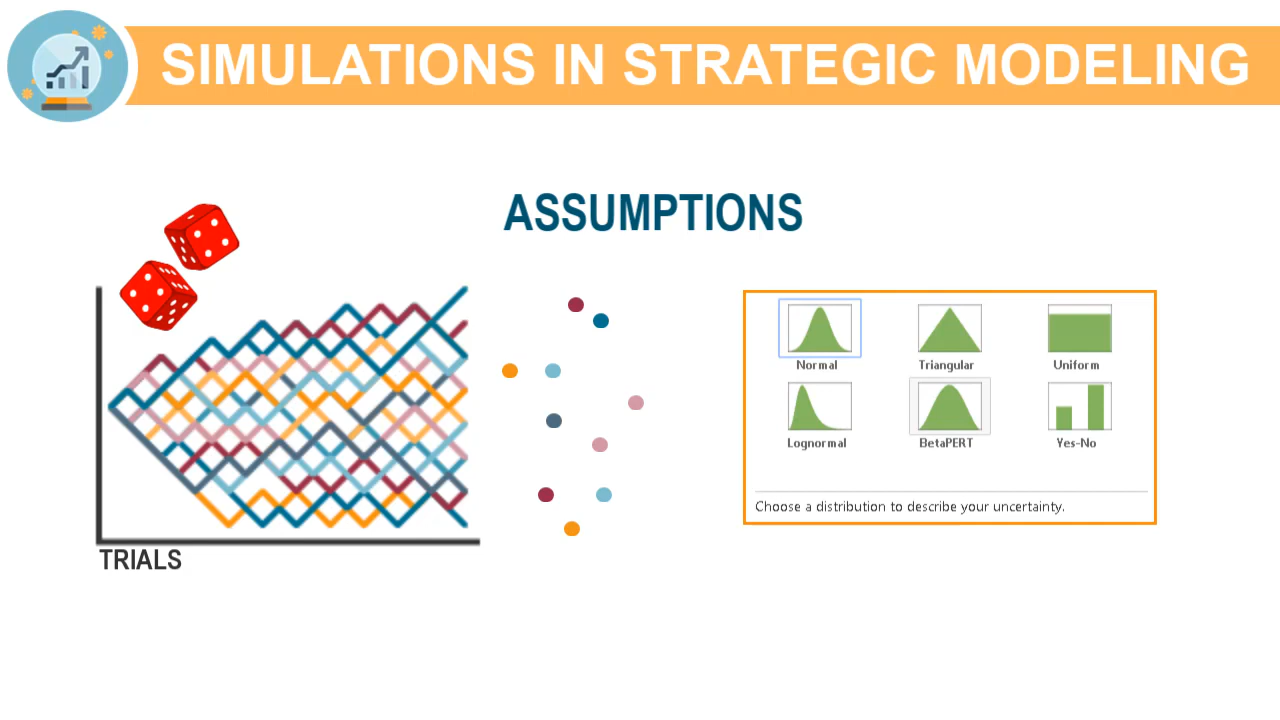 SIMULATIONS IN STRATEGIC MODELING
ASSUMPTIONS
TRIALS
Normal
Triangular
Uniform
Lognormal
BetaPERT
Yes-No
Choose a distribution to describe your uncertainty.